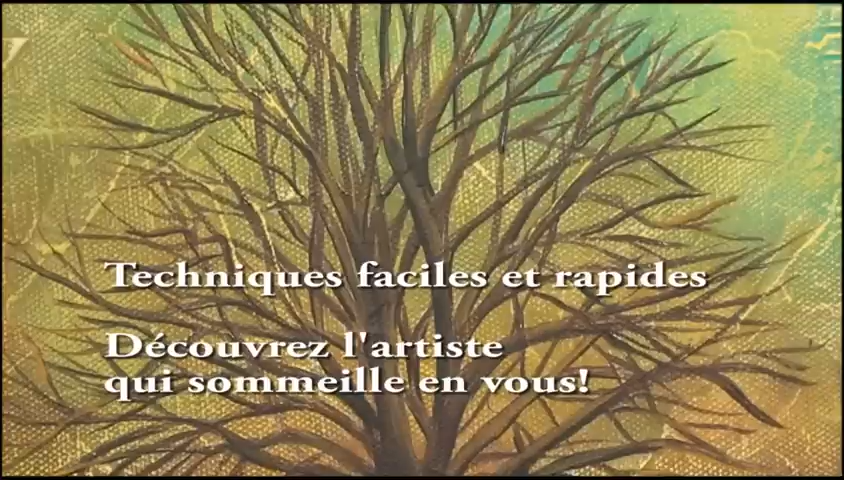 Techniques faciles et rapides
Découvrez l'artiste
qui sommeille en vous!